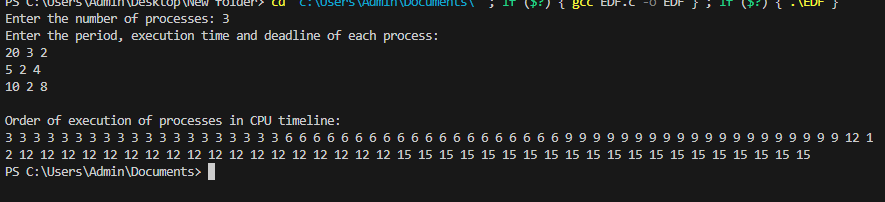 PS C:\Users\Admin\Desktop\New folder> cd "c:\Users\Admin\Documents\" ; if ($?) { gcc EDF.c -o EDF } ; if ($?) { .\EDF }
Enter the number of processes: 3
Enter the period, execution time and deadline of each process:
20 3 2
5 2 4
10 2 8
Order of execution of processes in CPU timeline:
3 3 3 3 3 3 3 3 3 3 3 3 3 3 3 3 3 3 3 3 6 6 6 6 6 6 6 6 6 6 6 6 6 6 6 6 6 6 6 6 9 9 9 9 9 9 9 9 9 9 9 9 9 9 9 9 9 9 9 9 12 1
2 12 12 12 12 12 12 12 12 12 12 12 12 12 12 12 12 12 12 15 15 15 15 15 15 15 15 15 15 15 15 15 15 15 15 15 15 15 15
PS C:\Users\Admin\Documents>